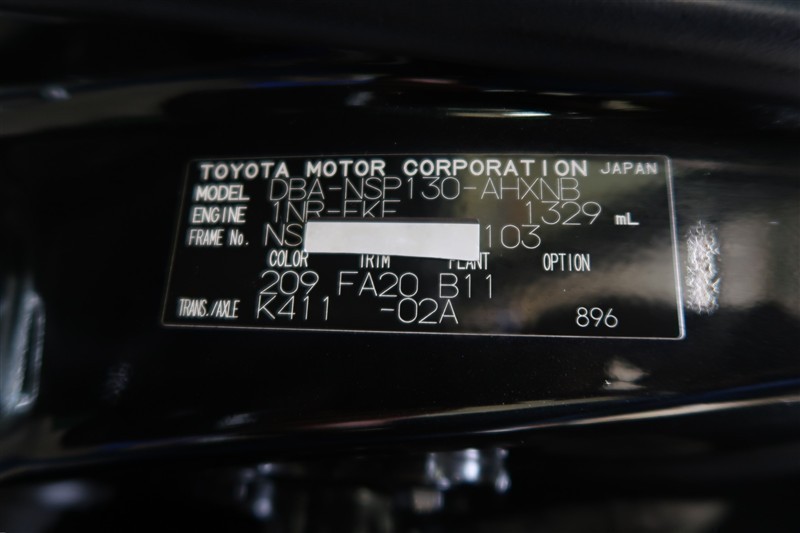 TOYOTA MOTOR CORPORATION JAPAN
MODEL DBA-NSP130-AHXNB
ENGINE 1NR-FKE 1329 mL
FRAME No. NS 103
COLOR TRIM PLANT OPTION
209 FA20 B11
TRANS./AXLE K411 -02A 896